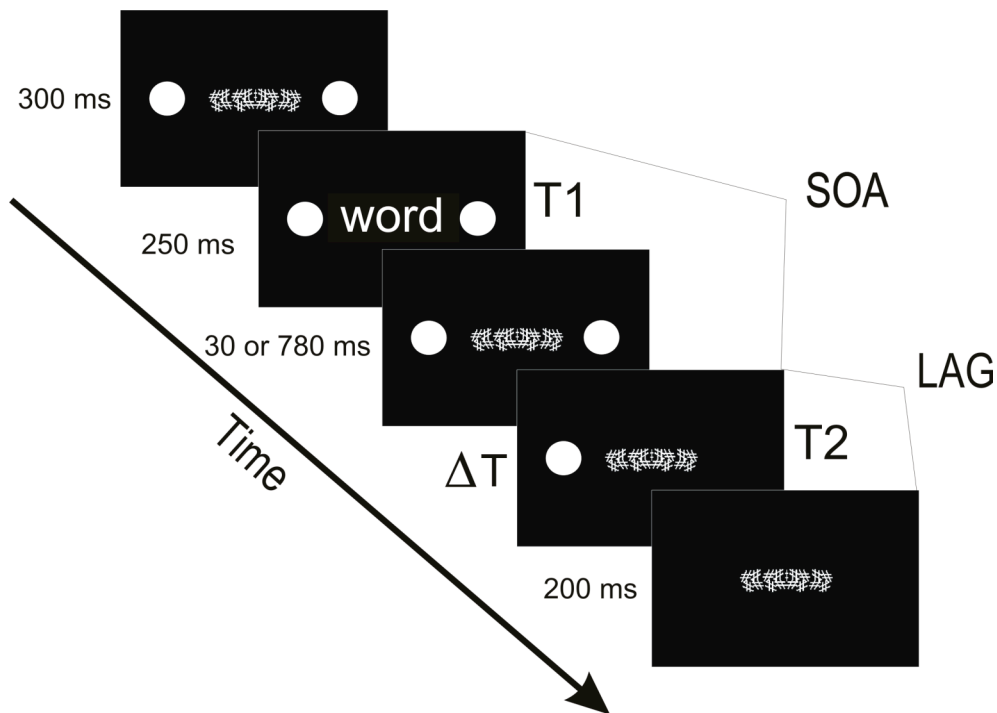 300 ms
word
T1
SOA
250 ms
30 or 780 ms
LAG
Time
ΔT
T2
200 ms